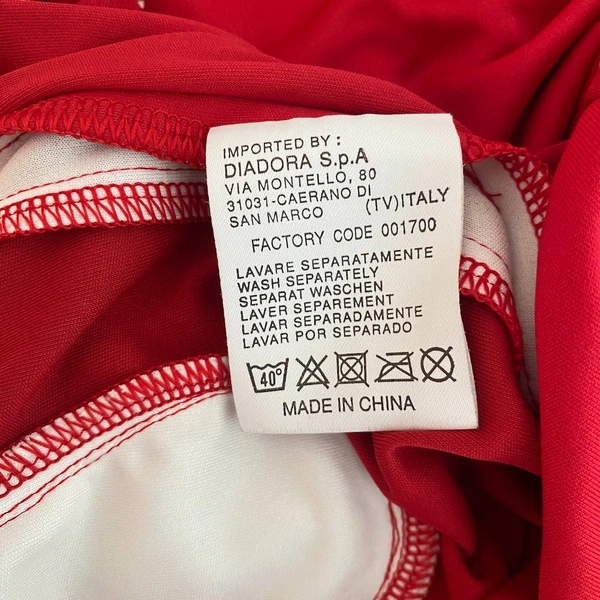 IMPORTED BY :
DIADORA S.p.A
VIA MONTELLO, 80
31031-CAERANO DI
SAN MARCO (TV)ITALY
FACTORY CODE 001700
LAVARE SEPARATAMENTE
WASH SEPARATELY
SEPARAT WASCHEN
LAVER SEPAREMENT
LAVAR SEPARADAMENTE
LAVAR POR SEPARADO
40°
MADE IN CHINA